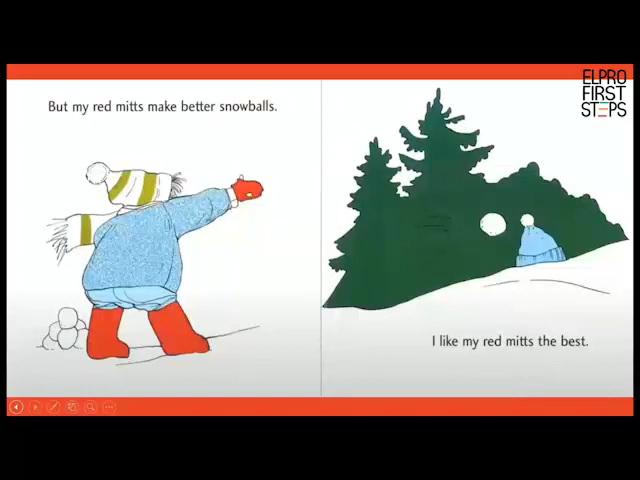 ELPRO
FIRST
STEPS
But my red mitts make better snowballs.
I like my red mitts the best.